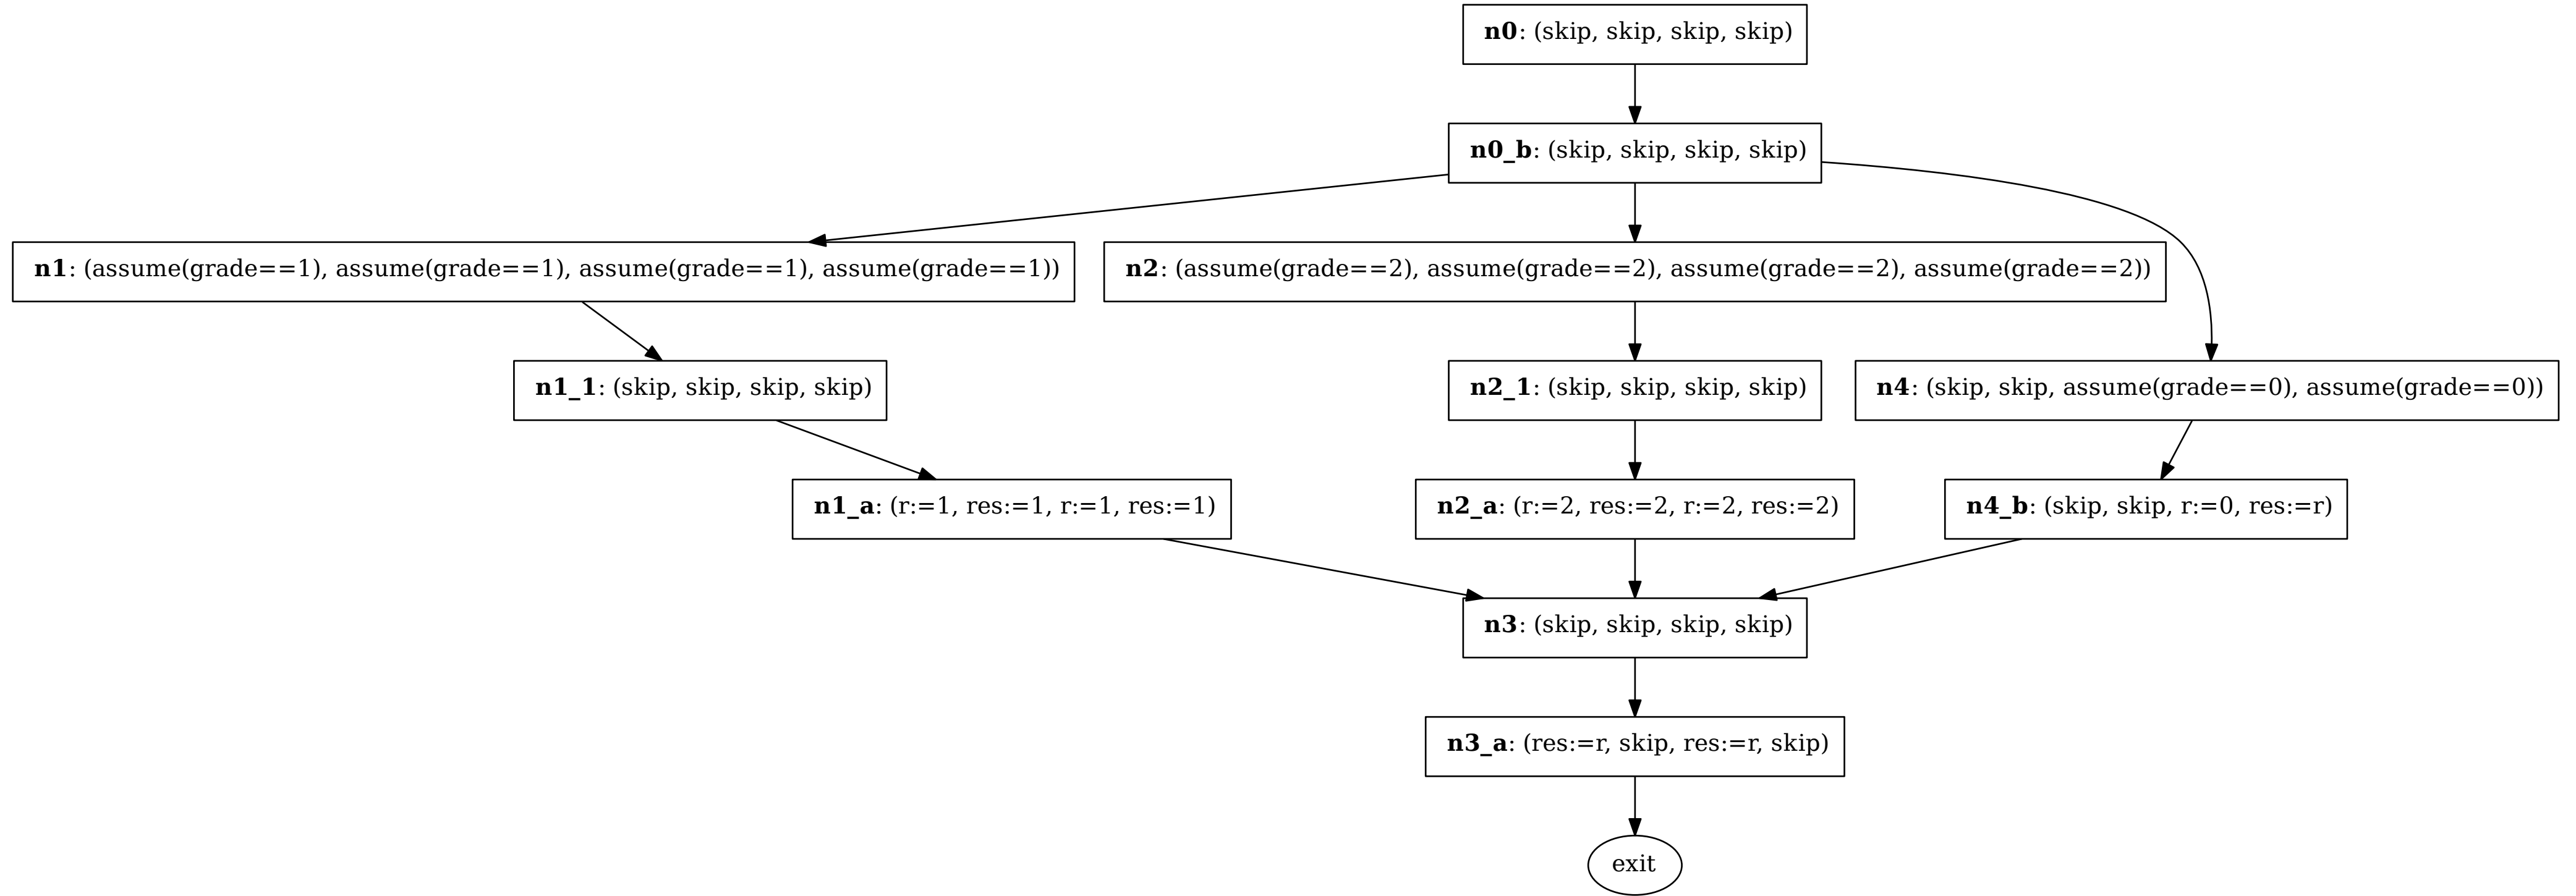 n0: (skip, skip, skip, skip)
n0_b: (skip, skip, skip, skip)
n1: (assume(grade==1), assume(grade==1), assume(grade==1), assume(grade==1))
n2: (assume(grade==2), assume(grade==2), assume(grade==2), assume(grade==2))
n1_1: (skip, skip, skip, skip)
n2_1: (skip, skip, skip, skip)
n4: (skip, skip, assume(grade==0), assume(grade==0))
n1_a: (r:=1, res:=1, r:=1, res:=1)
n2_a: (r:=2, res:=2, r:=2, res:=2)
n4_b: (skip, skip, r:=0, res:=r)
n3: (skip, skip, skip, skip)
n3_a: (res:=r, skip, res:=r, skip)
exit